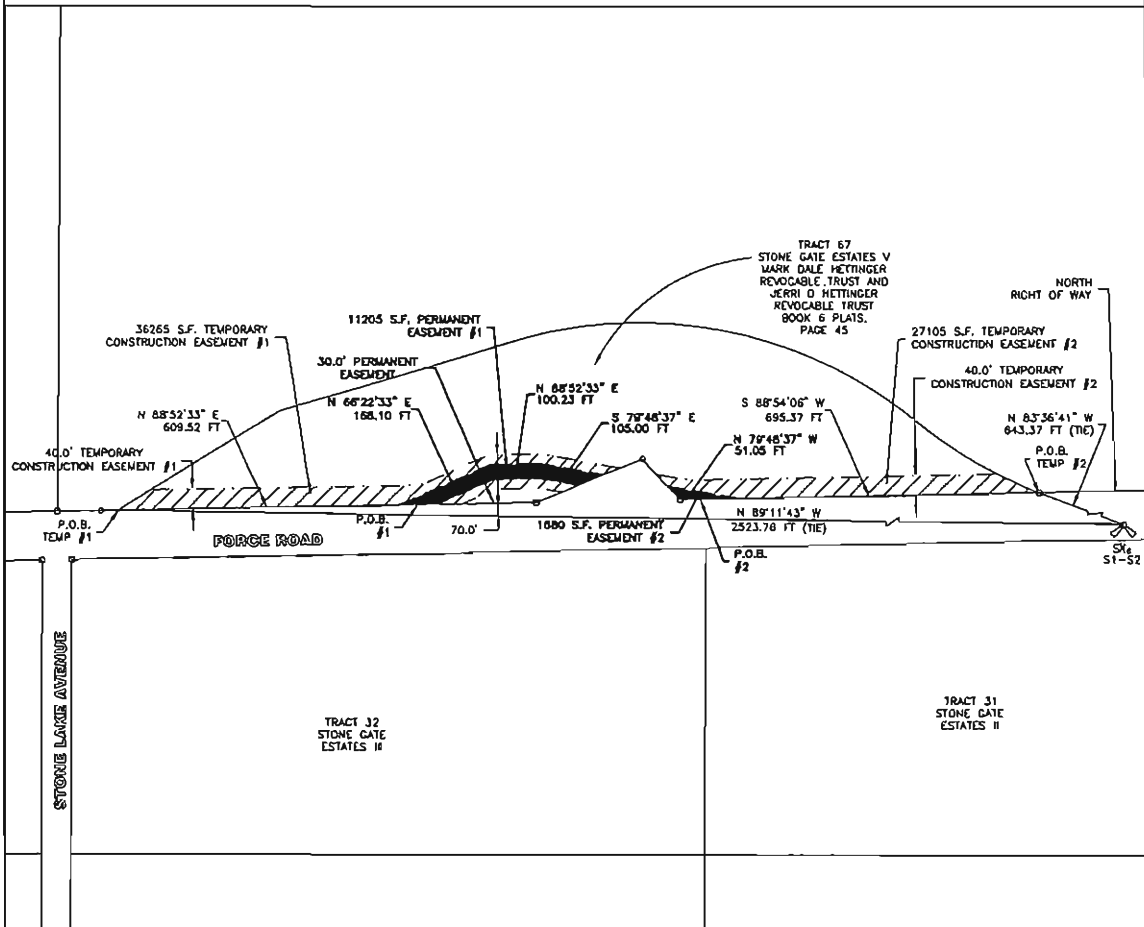 TRACT 67
STONE GATE ESTATES V
MARK DALE HETTINGER
REVOCABLE TRUST AND
JERRI D HETTINGER
REVOCABLE TRUST
BOOK 6 PLATS,
PAGE 45
NORTH
RIGHT OF WAY
36265 S.F. TEMPORARY
CONSTRUCTION EASEMENT #1
11205 S.F. PERMANENT
EASEMENT #1
27105 S.F. TEMPORARY
CONSTRUCTION EASEMENT #2
30.0' PERMANENT
EASEMENT
40.0' TEMPORARY
CONSTRUCTION EASEMENT #2
N 88°52'33" E
609.52 FT
N 66°22'33" E
168.10 FT
N 88°52'33" E
100.23 FT
S 79°48'37" E
105.00 FT
S 88°54'06" W
695.37 FT
N 83°36'41" W
643.37 FT (TIE)
40.0' TEMPORARY
CONSTRUCTION EASEMENT #1
N 79°48'37" W
51.05 FT
P.O.B.
TEMP #2
P.O.B.
TEMP #1
FORCE ROAD
P.O.B.
#1
70.0'
1680 S.F. PERMANENT
EASEMENT #2
N 89°11'43" W
2523.76 (TIE)
P.O.B.
#2
S1-S2
STONE LAKE AVENUE
TRACT 32
STONE GATE
ESTATES III
TRACT 31
STONE GATE
ESTATES II